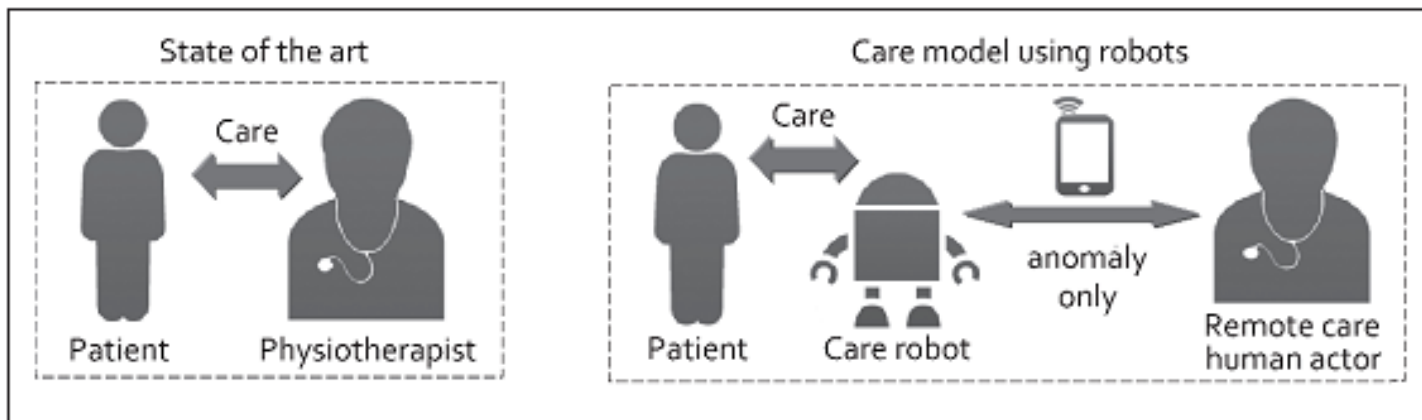 State of the art
Care
Patient
Physiotherapist
Care model using robots
Care
anomaly
only
Patient
Care robot
Remote care
human actor